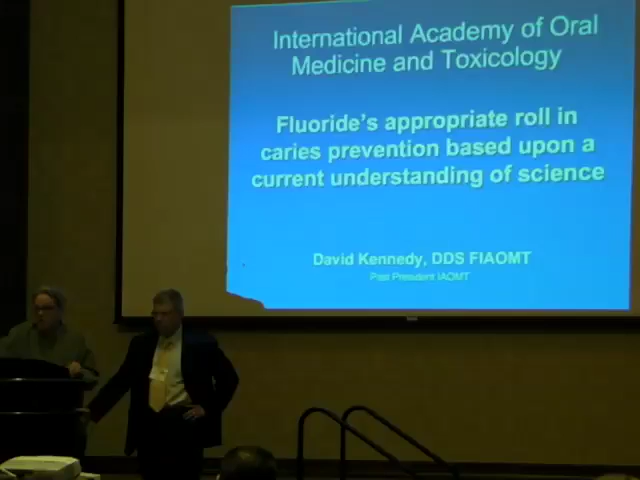 International Academy of Oral
Medicine and Toxicology
Fluoride's appropriate roll in
caries prevention based upon a
current understanding of science
David Kennedy, DDS FIAOMT
Past President IAOMT